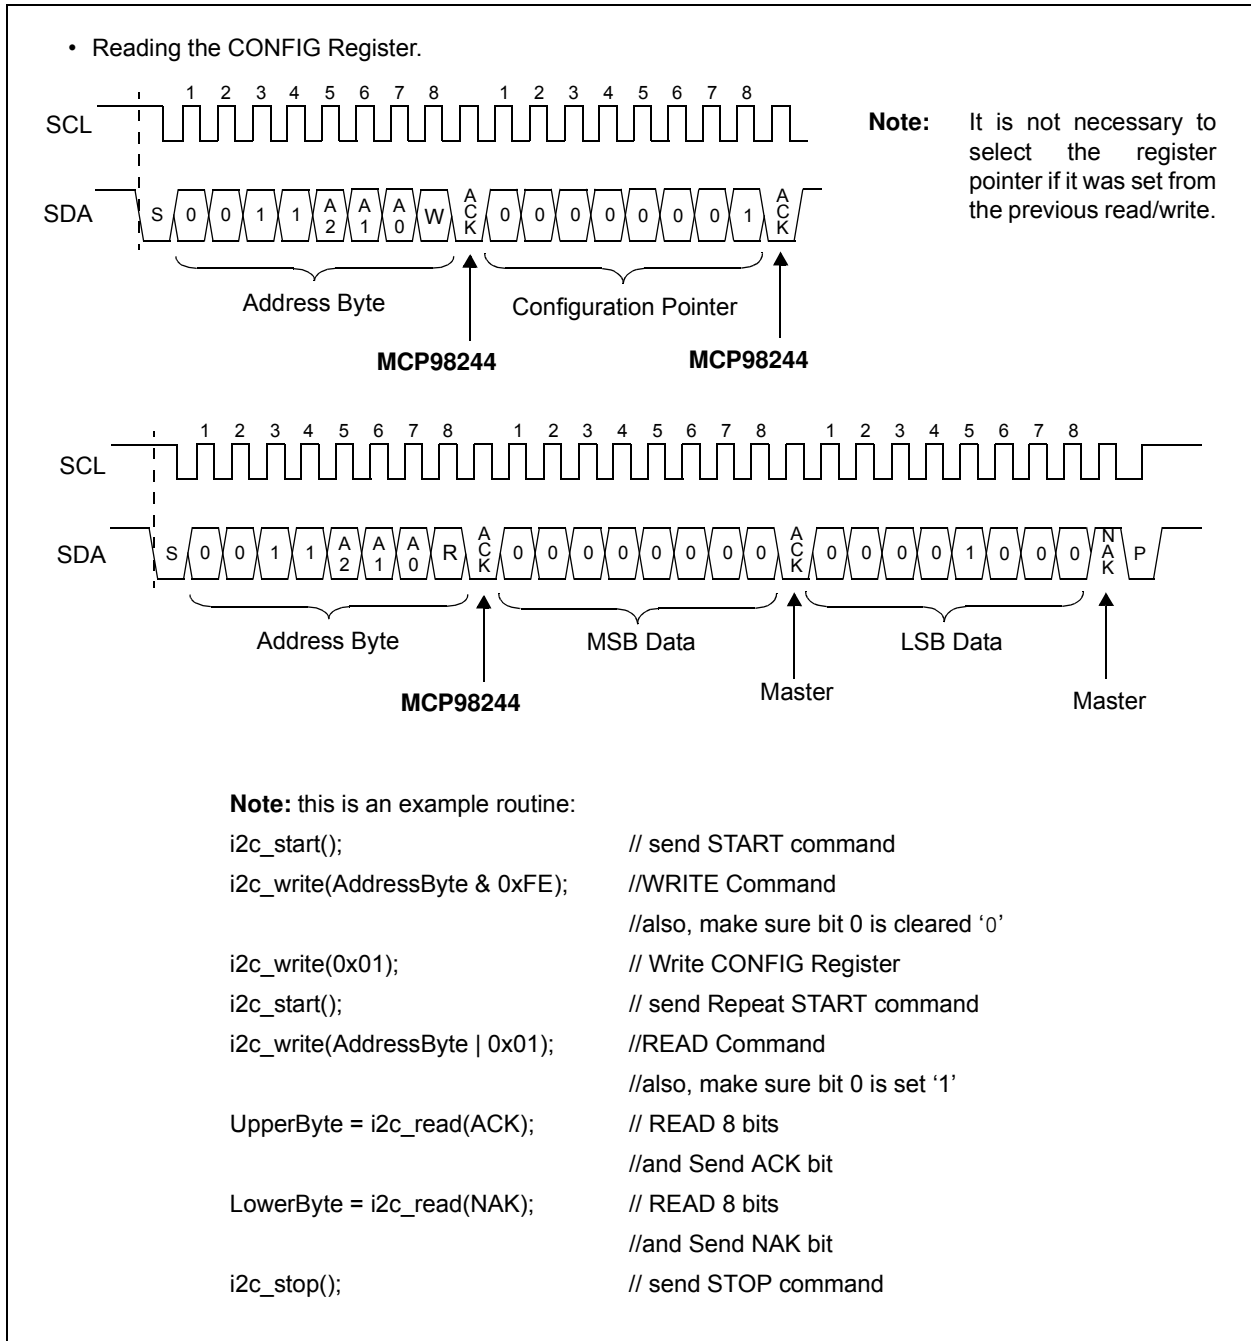 • Reading the CONFIG Register.
1 2 3 4 5 6 7 8 1 2 3 4 5 6 7 8
SCL
SDA
S 0 0 1 1 A2 A1 A0 W ACK 0 0 0 0 0 0 0 1 ACK
Address Byte Configuration Pointer
MCP98244 MCP98244
Note: It is not necessary to
select the register
pointer if it was set from
the previous read/write.
1 2 3 4 5 6 7 8 1 2 3 4 5 6 7 8 1 2 3 4 5 6 7 8
SCL
SDA
S 0 0 1 1 A2 A1 A0 R ACK 0 0 0 0 0 0 0 0 ACK 0 0 0 0 1 0 0 0 NAK P
Address Byte MSB Data LSB Data
MCP98244 Master Master
Note: this is an example routine:
i2c_start(); // send START command
i2c_write(AddressByte & 0xFE); //WRITE Command
//also, make sure bit 0 is cleared ‘0’
i2c_write(0x01); // Write CONFIG Register
i2c_start(); // send Repeat START command
i2c_write(AddressByte | 0x01); //READ Command
//also, make sure bit 0 is set ‘1’
UpperByte = i2c_read(ACK); // READ 8 bits
//and Send ACK bit
LowerByte = i2c_read(NAK); // READ 8 bits
//and Send NAK bit
i2c_stop(); // send STOP command